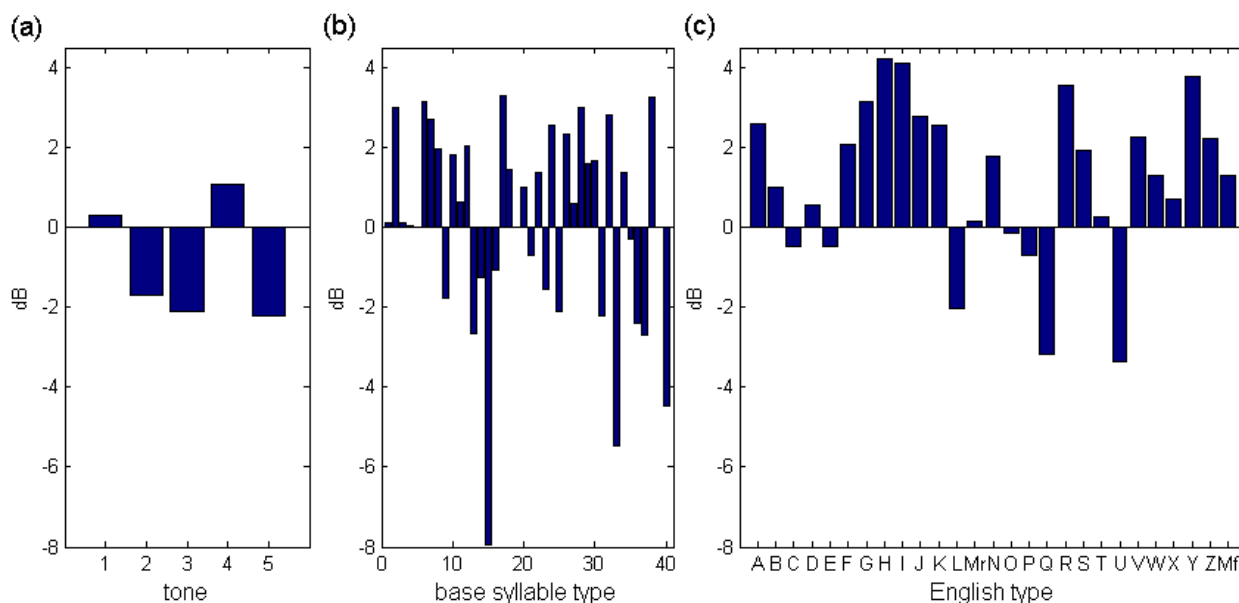 (a)
4
2
0
-2
-4
-6
-8
dB
1 2 3 4 5
tone
(b)
4
2
0
-2
-4
-6
-8
dB
0 10 20 30 40
base syllable type
(c)
4
2
0
-2
-4
-6
-8
dB
A B C D E F G H I J K L Mr N O P Q R S T U V W X Y Z Mf
English type